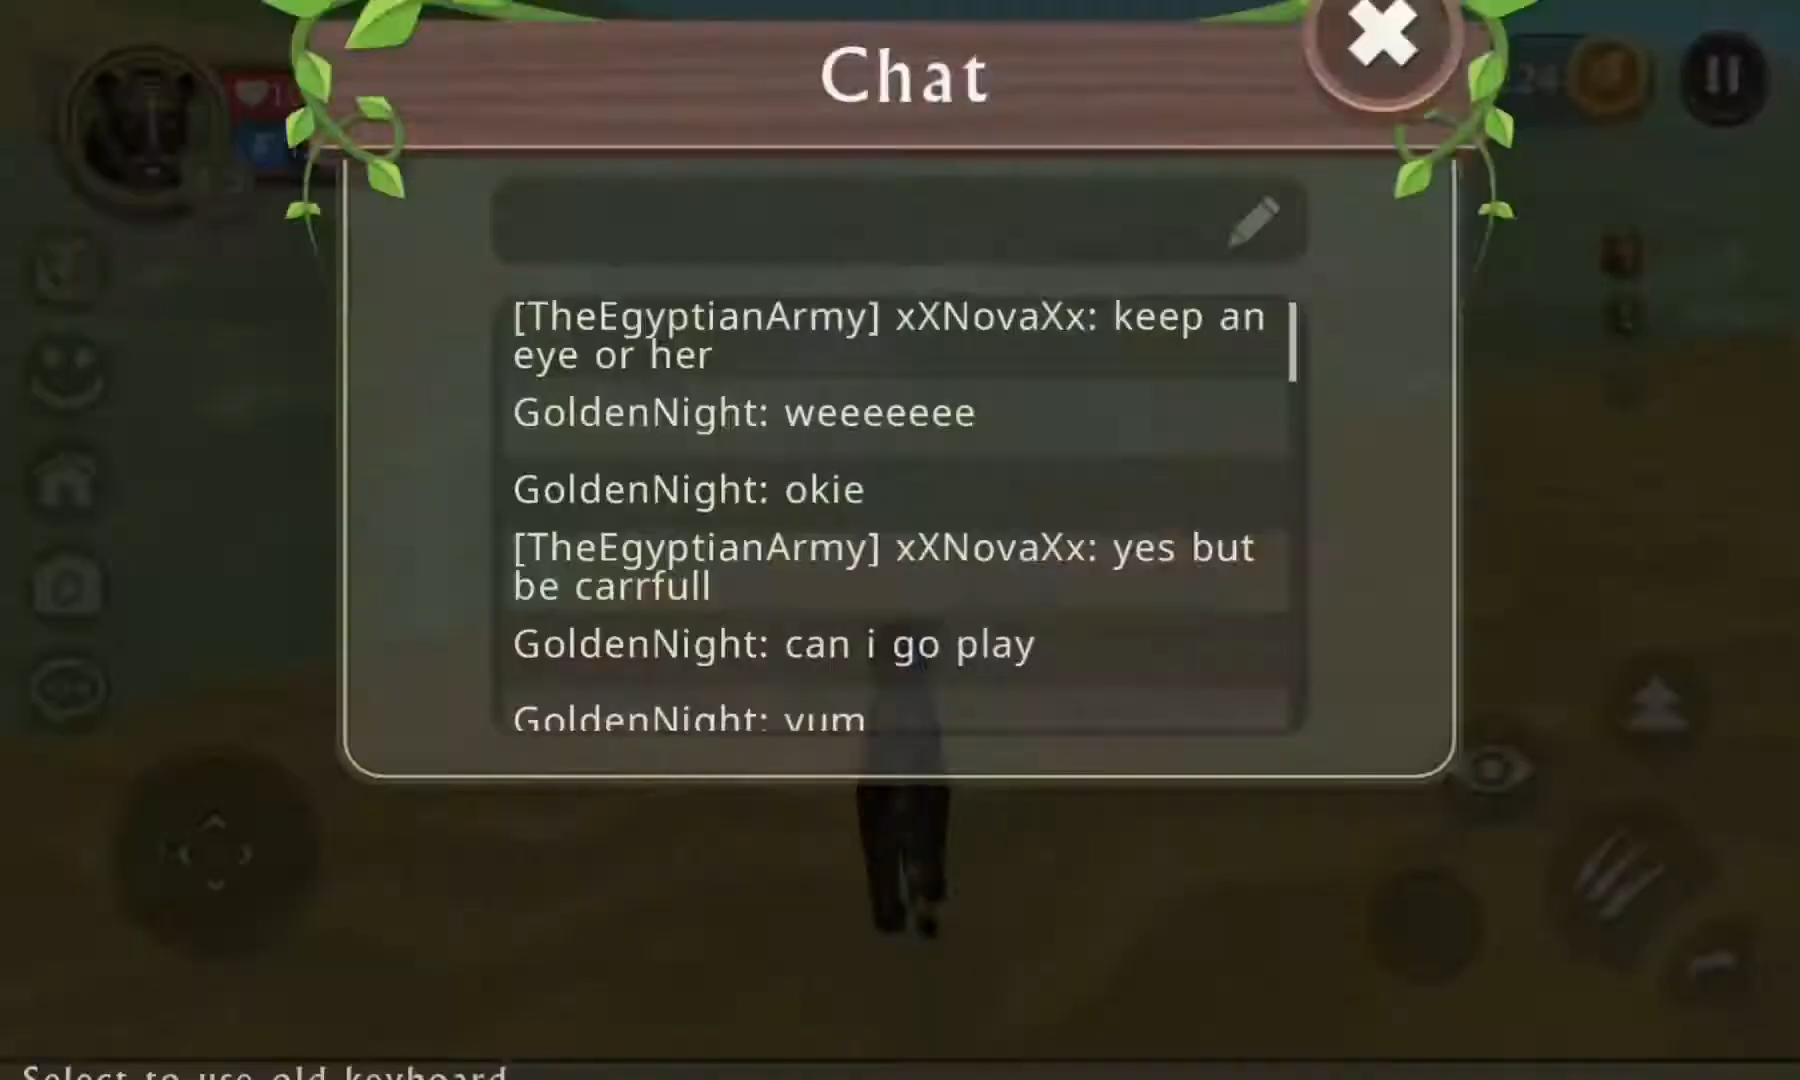 Chat
[TheEgyptianArmy] xXNovaXx: keep an
eye or her
GoldenNight: weeeeeee
GoldenNight: okie
[TheEgyptianArmy] xXNovaXx: yes but
be carrfull
GoldenNight: can i go play
GoldenNight: yum
Select to use old keyboard